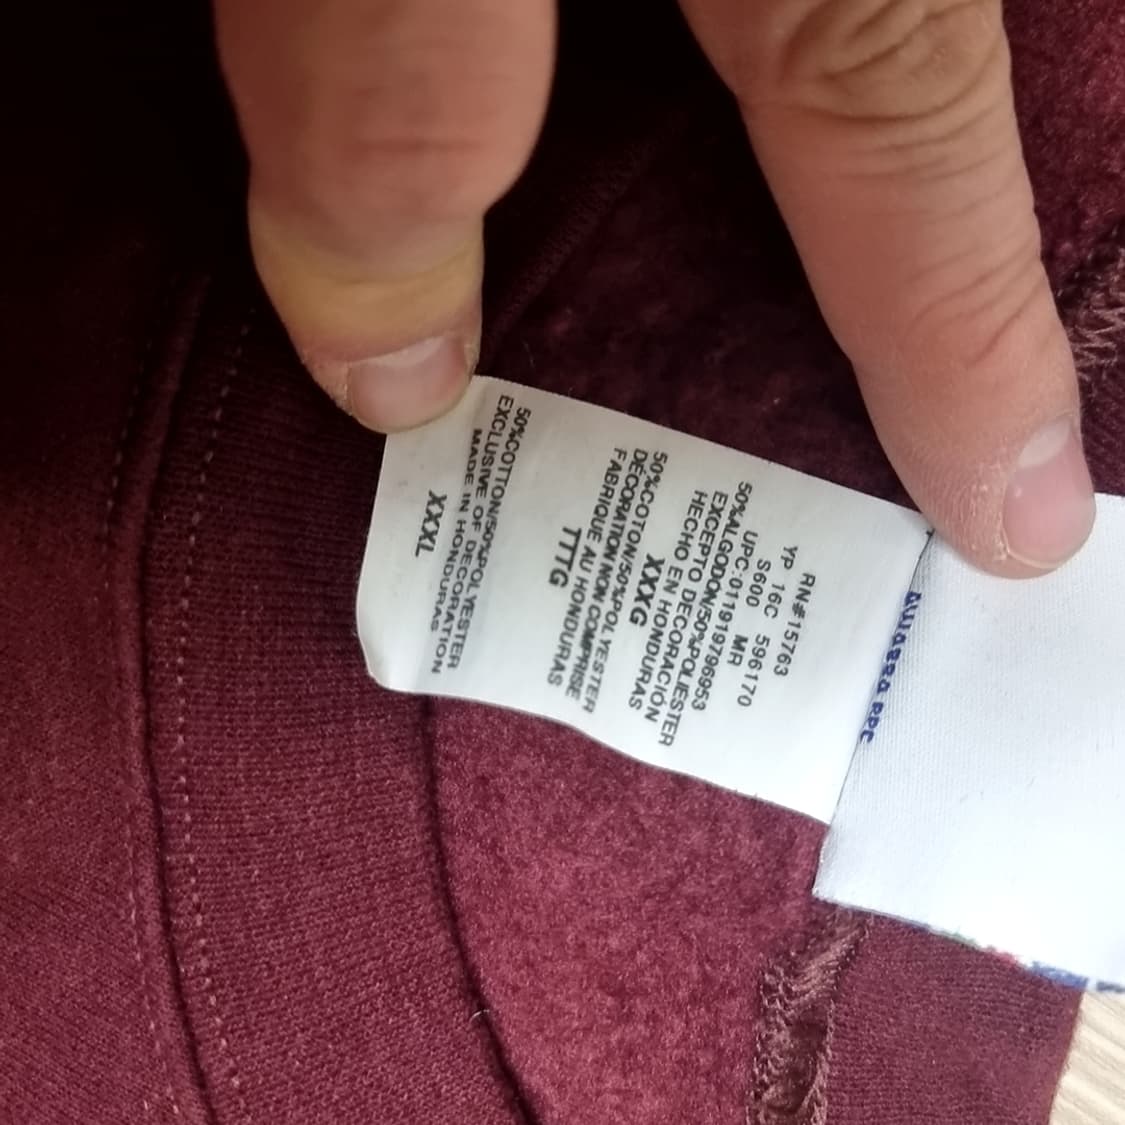 50%COTTON/50%POLYESTER
EXCLUSIVE OF DECORATION
MADE IN HONDURAS
XXXL
50%COTON/50%POLYESTER
DÉCORATION NON COMPRISE
FABRIQUE AU HONDURAS
TTTG
50%ALGODON/50%POLIESTER
EXCEPTO DECORACIÓN
HECHO EN HONDURAS
XXXG
UPC:011919796953
S600 MR
YP 16C 596170
RN#15763